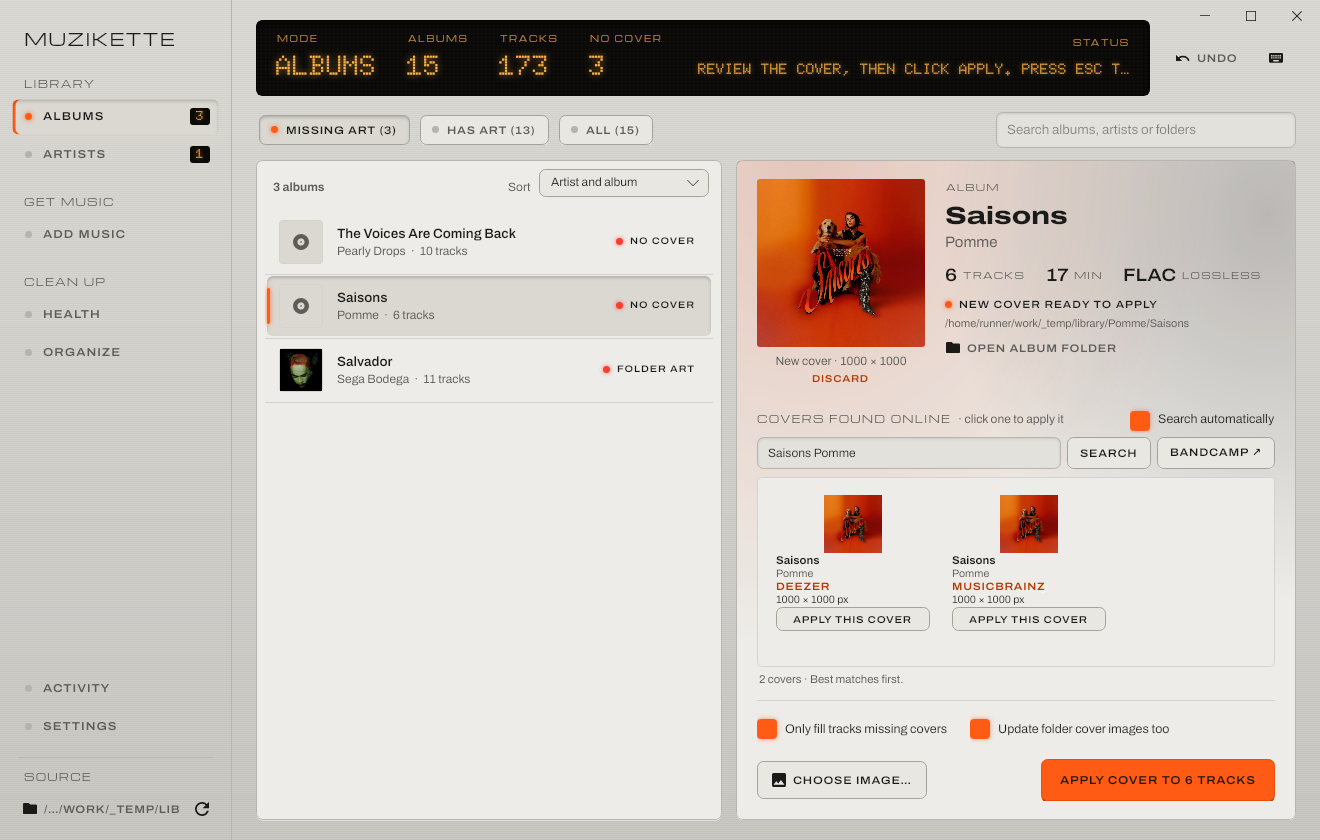 MUZIKETTE
LIBRARY
ALBUMS 3
ARTISTS 1
GET MUSIC
ADD MUSIC
CLEAN UP
HEALTH
ORGANIZE
ACTIVITY
SETTINGS
SOURCE
/.../WORK/_TEMP/LIB
MODE ALBUMS TRACKS NO COVER STATUS
ALBUMS 15 173 3 REVIEW THE COVER, THEN CLICK APPLY. PRESS ESC T…
UNDO
MISSING ART (3) HAS ART (13) ALL (15)
Search albums, artists or folders
3 albums Sort Artist and album
The Voices Are Coming Back
Pearly Drops · 10 tracks
NO COVER
Saisons
Pomme · 6 tracks
NO COVER
Salvador
Sega Bodega · 11 tracks
FOLDER ART
Saisons
New cover · 1000 × 1000
DISCARD
ALBUM
Saisons
Pomme
6 TRACKS 17 MIN FLAC LOSSLESS
NEW COVER READY TO APPLY
/home/runner/work/_temp/library/Pomme/Saisons
OPEN ALBUM FOLDER
COVERS FOUND ONLINE · click one to apply it Search automatically
Saisons Pomme SEARCH BANDCAMP ↗
Saisons
Pomme
DEEZER
1000 × 1000 px
APPLY THIS COVER
Saisons
Pomme
MUSICBRAINZ
1000 × 1000 px
APPLY THIS COVER
2 covers · Best matches first.
Only fill tracks missing covers Update folder cover images too
CHOOSE IMAGE... APPLY COVER TO 6 TRACKS